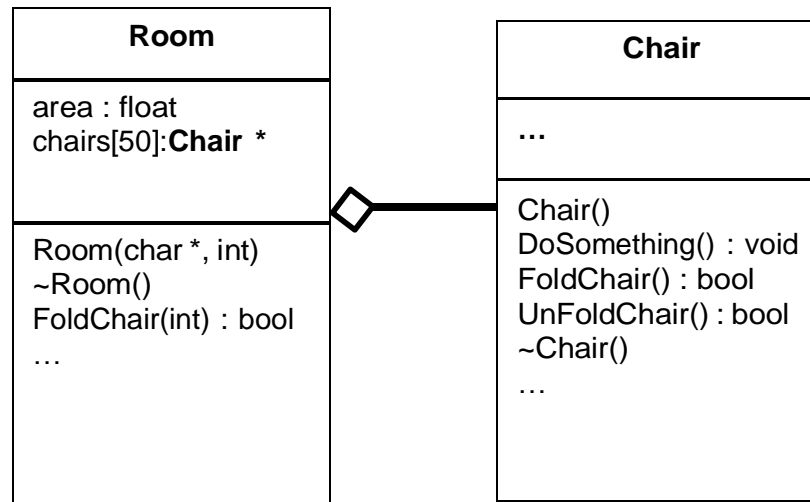 Room
area : float
chairs[50]:Chair *
Room(char *, int)
~Room()
FoldChair(int) : bool
…
Chair
…
Chair()
DoSomething() : void
FoldChair() : bool
UnFoldChair() : bool
~Chair()
…